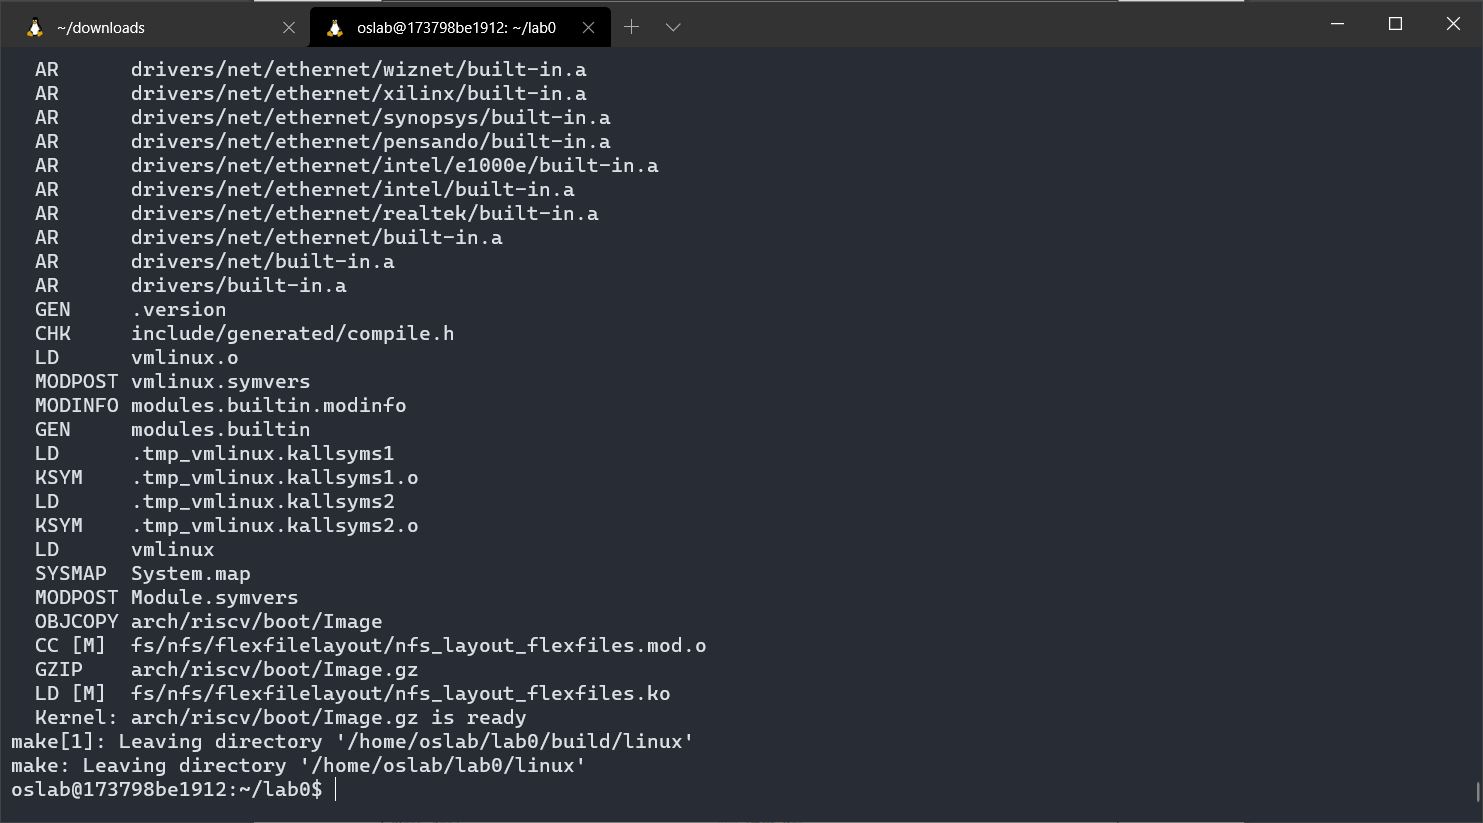 ~/downloads
oslab@173798be1912: ~/lab0
AR      drivers/net/ethernet/wiznet/built-in.a
AR      drivers/net/ethernet/xilinx/built-in.a
AR      drivers/net/ethernet/synopsys/built-in.a
AR      drivers/net/ethernet/pensando/built-in.a
AR      drivers/net/ethernet/intel/e1000e/built-in.a
AR      drivers/net/ethernet/intel/built-in.a
AR      drivers/net/ethernet/realtek/built-in.a
AR      drivers/net/ethernet/built-in.a
AR      drivers/net/built-in.a
AR      drivers/built-in.a
GEN     .version
CHK     include/generated/compile.h
LD      vmlinux.o
MODPOST vmlinux.symvers
MODINFO modules.builtin.modinfo
GEN     modules.builtin
LD      .tmp_vmlinux.kallsyms1
KSYM    .tmp_vmlinux.kallsyms1.o
LD      .tmp_vmlinux.kallsyms2
KSYM    .tmp_vmlinux.kallsyms2.o
LD      vmlinux
SYSMAP  System.map
MODPOST Module.symvers
OBJCOPY arch/riscv/boot/Image
CC [M]  fs/nfs/flexfilelayout/nfs_layout_flexfiles.mod.o
GZIP    arch/riscv/boot/Image.gz
LD [M]  fs/nfs/flexfilelayout/nfs_layout_flexfiles.ko
Kernel: arch/riscv/boot/Image.gz is ready
make[1]: Leaving directory '/home/oslab/lab0/build/linux'
make: Leaving directory '/home/oslab/lab0/linux'
oslab@173798be1912:~/lab0$